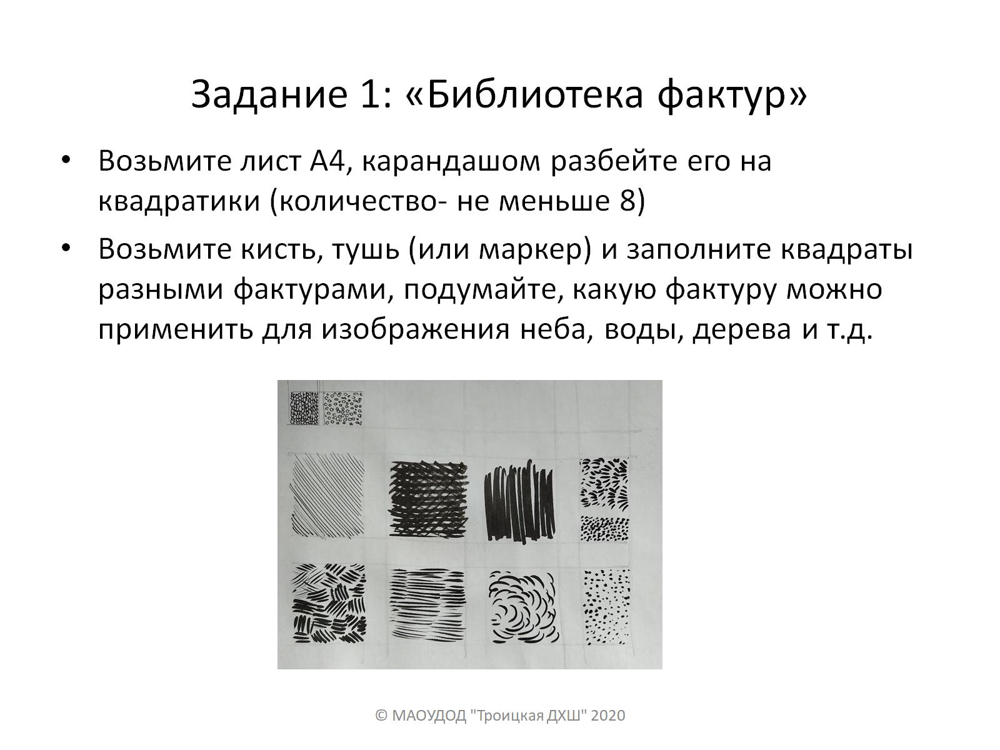 Задание 1: «Библиотека фактур»
• Возьмите лист А4, карандашом разбейте его на
квадратики (количество- не меньше 8)
• Возьмите кисть, тушь (или маркер) и заполните квадраты
разными фактурами, подумайте, какую фактуру можно
применить для изображения неба, воды, дерева и т.д.
© МАОУДОД "Троицкая ДХШ" 2020